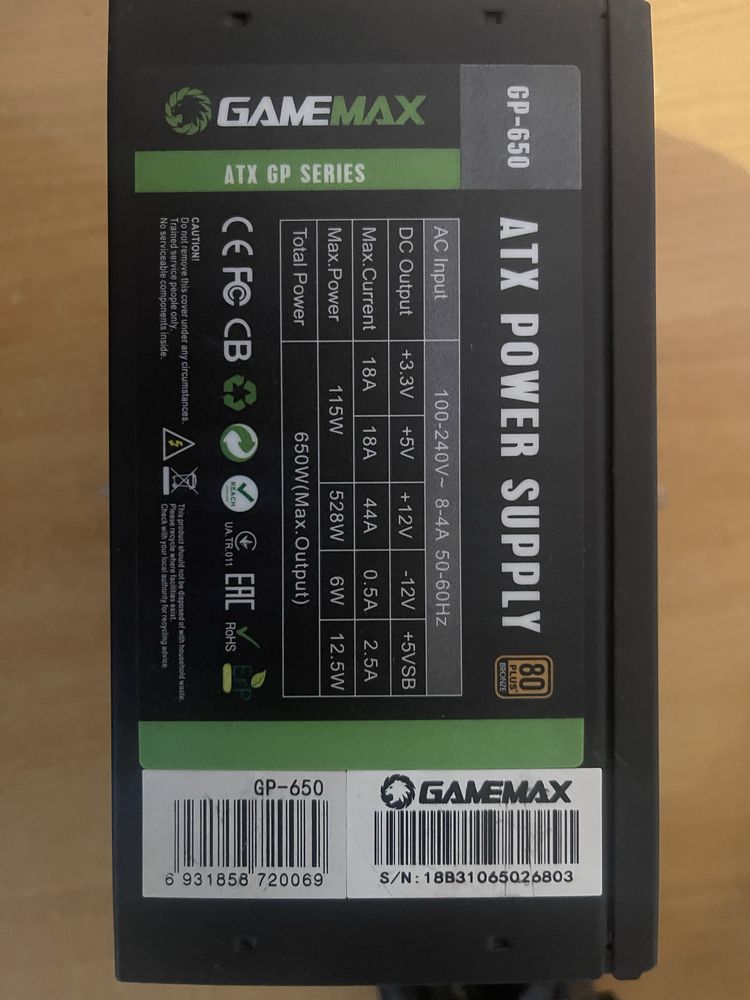 GAMEMAX
GP-650
ATX GP SERIES
ATX POWER SUPPLY
80
PLUS
BRONZE
AC Input 100-240V~ 8-4A 50-60Hz
DC Output +3.3V +5V +12V -12V +5VSB
Max.Current 18A 18A 44A 0.5A 2.5A
Max.Power 115W 528W 6W 12.5W
Total Power 650W(Max.Output)
CE FC CB
REACH
UA.TR.011
EAC
RoHS
ErP
CAUTION!
Do not remove this cover under any circumstances.
Trained service people only.
No serviceable components inside.
This product should not be disposed of with household waste.
Please recycle where facilities exist.
Check with your local authority for recycling advice.
GP-650
6 931858 720069
GAMEMAX
S/N:18B31065026803